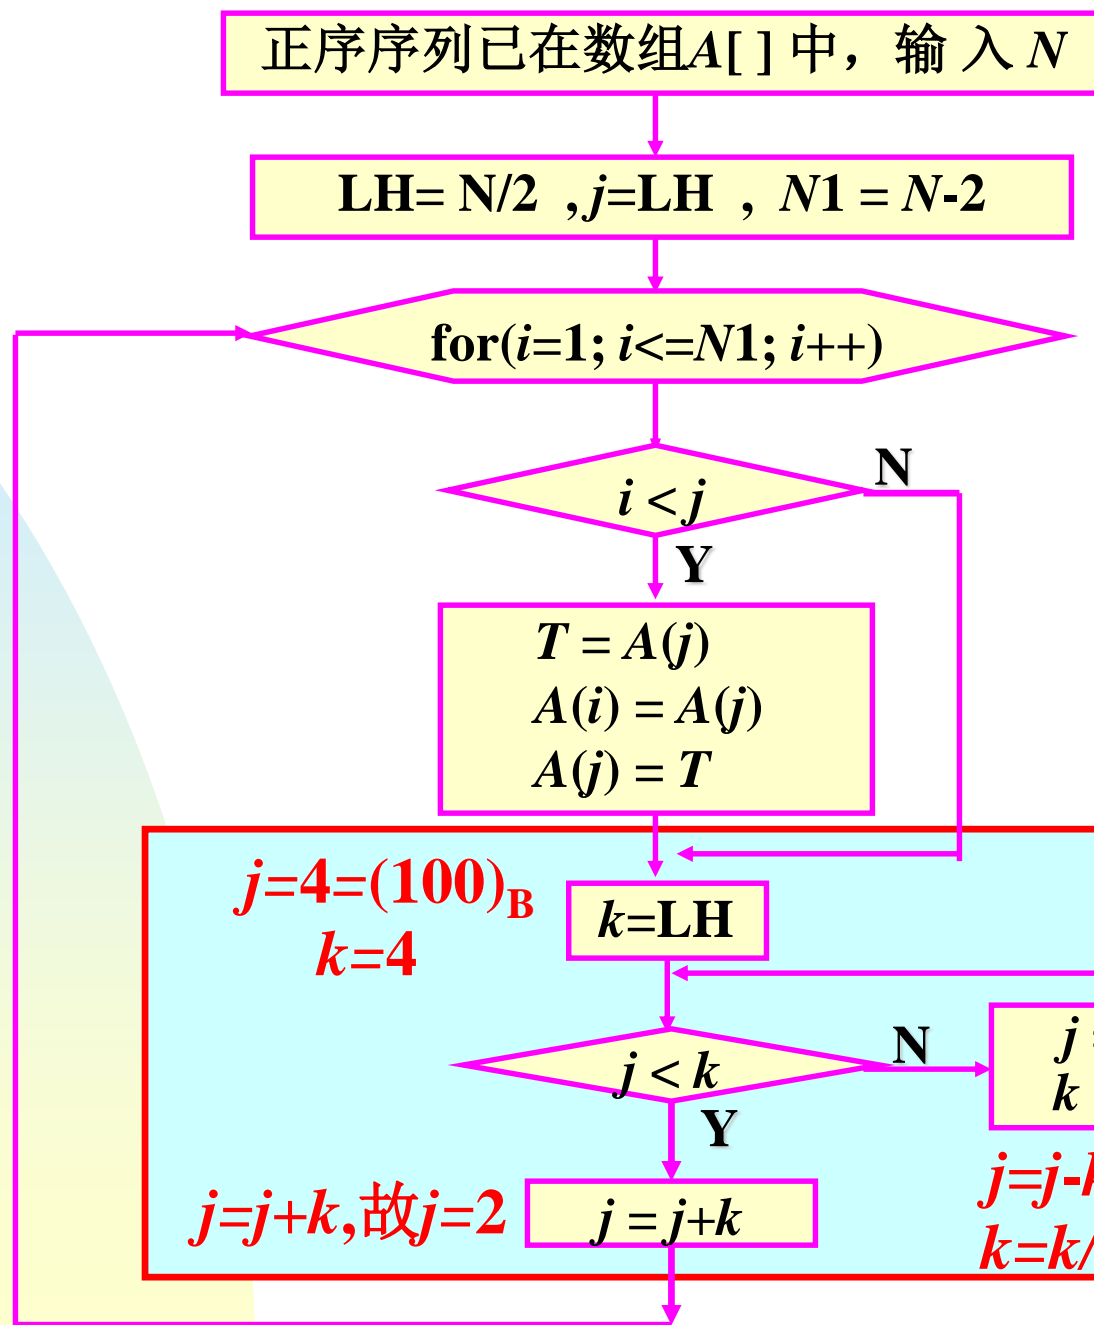 正序序列已在数组A[ ] 中，输 入 N
LH= N/2 , j=LH , N1 = N-2
for(i=1; i<=N1; i++)
i < j
N
Y
T = A(j)
A(i) = A(j)
A(j) = T
j=4=(100)B
k=4
k=LH
j < k
N
Y
j
k
j=j-k
k=k/
j=j+k,故j=2
j = j+k